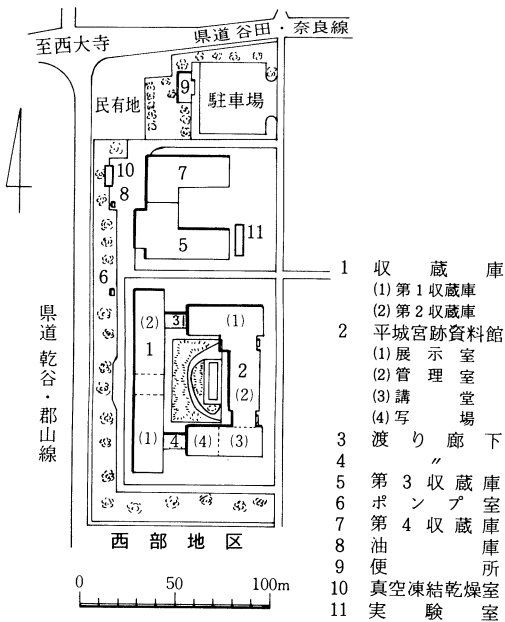 県道 谷田・奈良線
至西大寺
民有地
9
駐車場
10
8
7
5
11
6
県道 乾谷・郡山線
(2)
3
(1)
1
2
(2)
(1)
4
(4)
(3)
西部地区
0 50 100m
1 収蔵庫
(1) 第1収蔵庫
(2) 第2収蔵庫
2 平城宮跡資料館
(1) 展示室
(2) 管理室
(3) 講堂
(4) 写場
3 渡り廊下
4 〃
5 第3収蔵庫
6 ポンプ室
7 第4収蔵庫
8 油庫
9 便所
10 真空凍結乾燥室
11 実験室